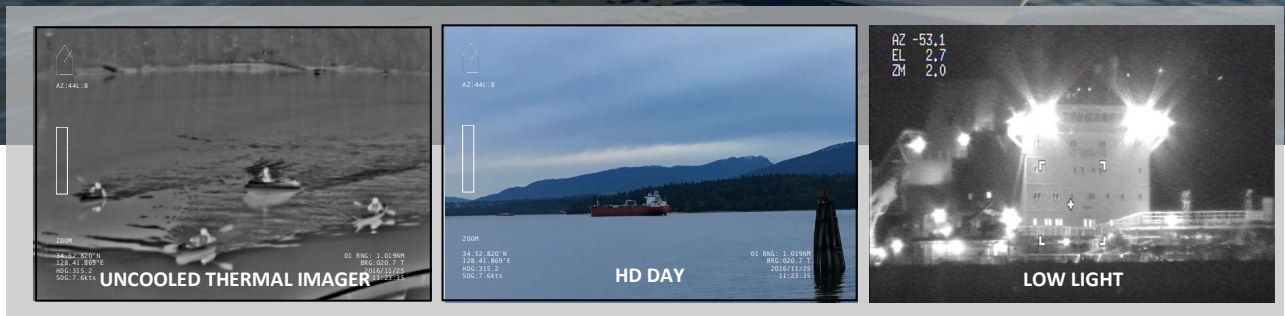 AZ:44L:8
ZOOM
34.52.820°N
128.41.869°E
HDG:315.2
SOG:7.6kts
01 RNG: 1.019NM
BRG:020.7 T
2016/11/25
11:23:35
UNCOOLED THERMAL IMAGER
AZ:44L:8
ZOOM
34.52.820°N
128.41.869°E
HDG:315.2
SOG:7.6kts
01 RNG: 1.019NM
BRG:020.7 T
2016/11/25
11:23:35
HD DAY
AZ -53.1
EL 2.7
ZM 2.0
LOW LIGHT